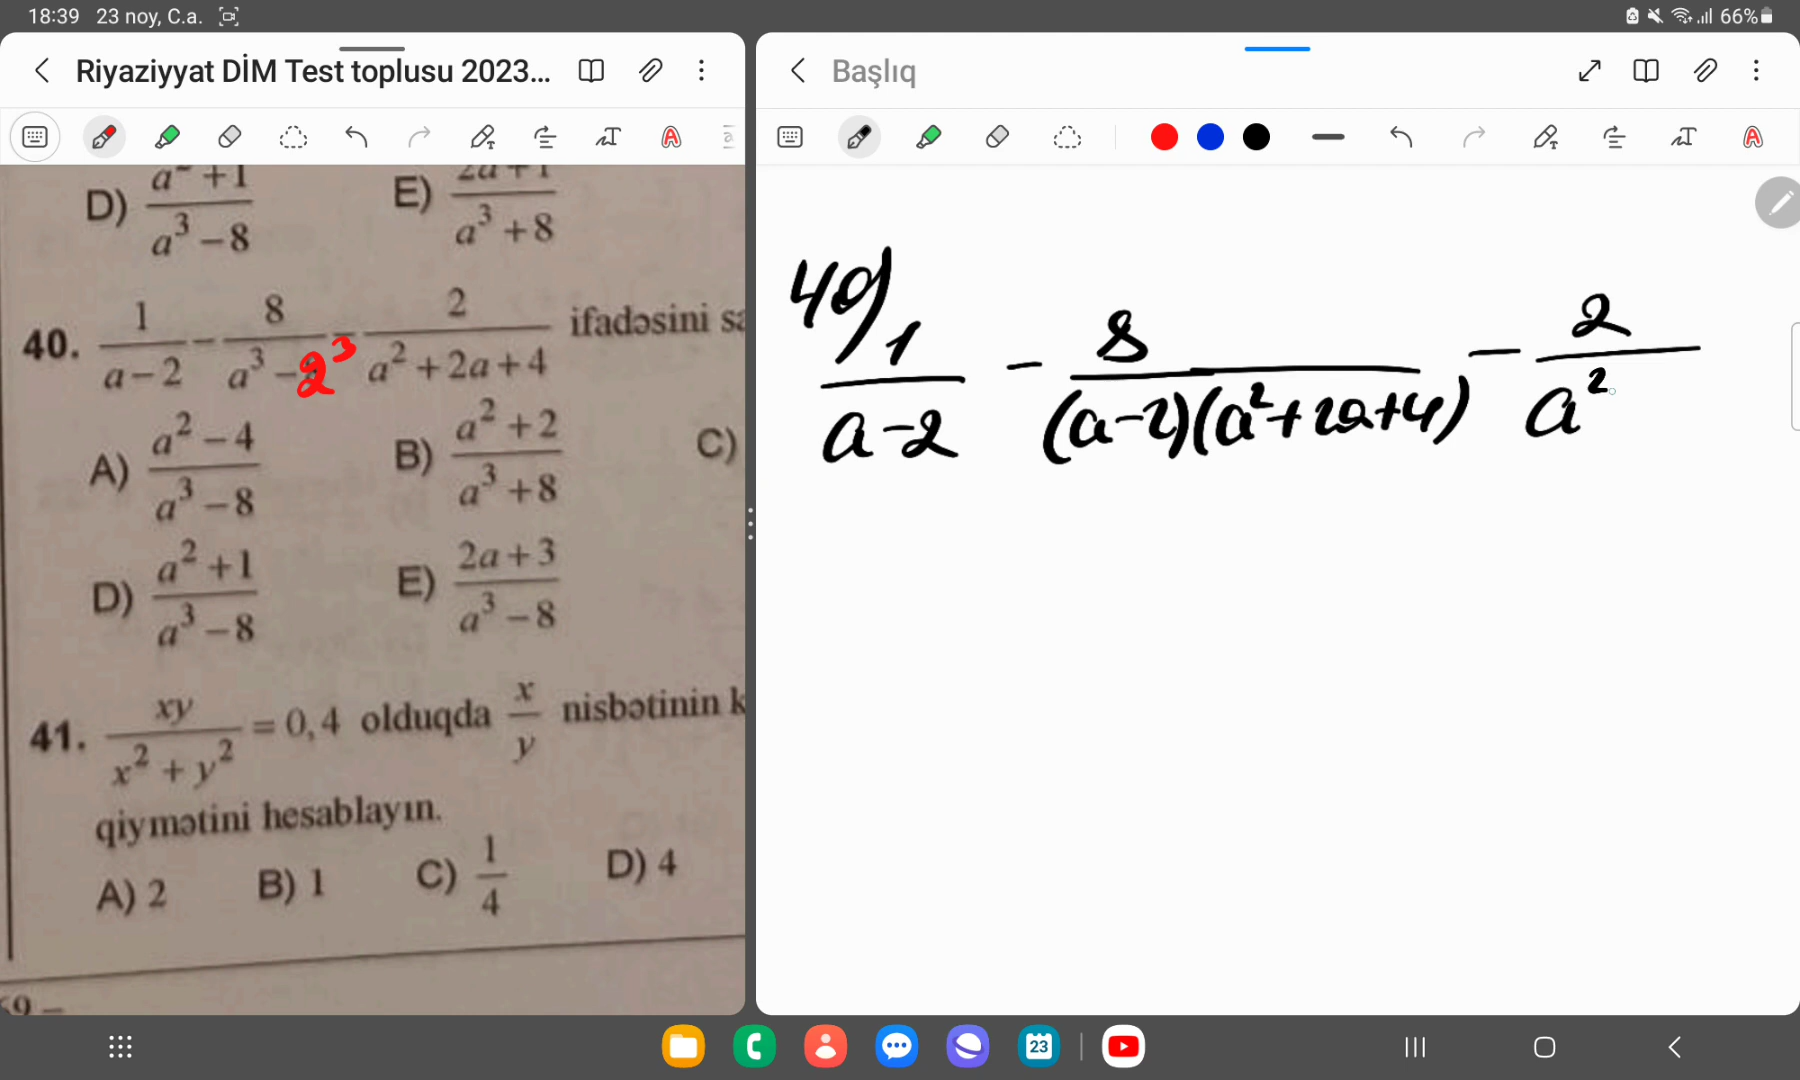 18:39 23 noy, C.a. 66%
Riyaziyyat DİM Test toplusu 2023...
D) a² +1 / a³ −8 E) 2a+1 / a³ +8
40. 1 / a−2 − 8 / a³ −2³ − 2 / a² +2a+4 ifadəsini sa
A) a² −4 / a³ −8 B) a² +2 / a³ +8 C)
D) a² +1 / a³ −8 E) 2a+3 / a³ −8
41. xy / x² + y² = 0,4 olduqda x / y nisbətinin k
qiymətini hesablayın.
A) 2 B) 1 C) 1 / 4 D) 4
Başlıq
40)
1 / a−2 − 8 / (a−2)(a²+2a+4) − 2 / a²
23